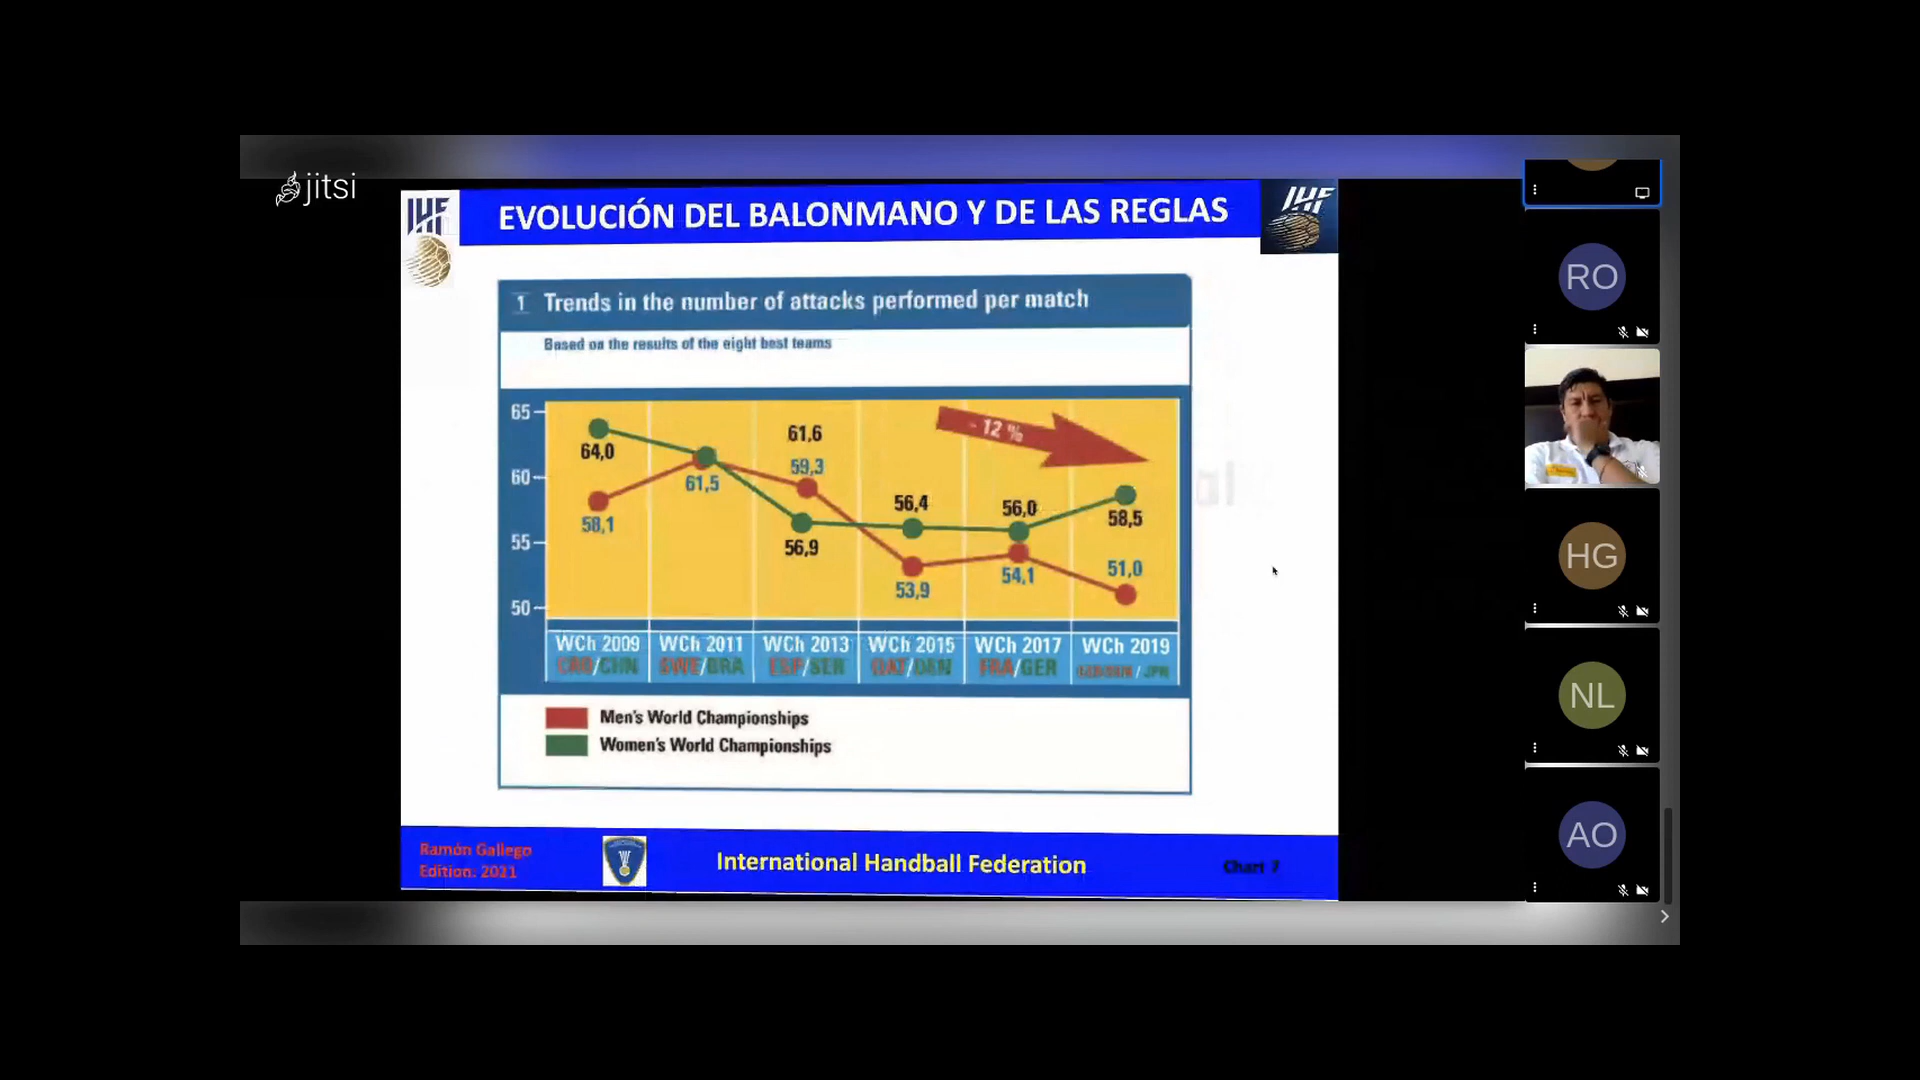 jitsi
IHF
EVOLUCIÓN DEL BALONMANO Y DE LAS REGLAS
IHF
1 Trends in the number of attacks performed per match
Based on the results of the eight best teams
65
60
55
50
64,0
58,1
61,5
61,6
59,3
56,9
56,4
53,9
56,0
54,1
58,5
51,0
- 12 %
WCh 2009 WCh 2011 WCh 2013 WCh 2015 WCh 2017 WCh 2019
CRO/CHN SWE/BRA ESP/SER QAT/DEN FRA/GER / JPN
Men's World Championships
Women's World Championships
Ramón Gallego
Edition. 2021
International Handball Federation
Chart 7
RO
HG
NL
AO